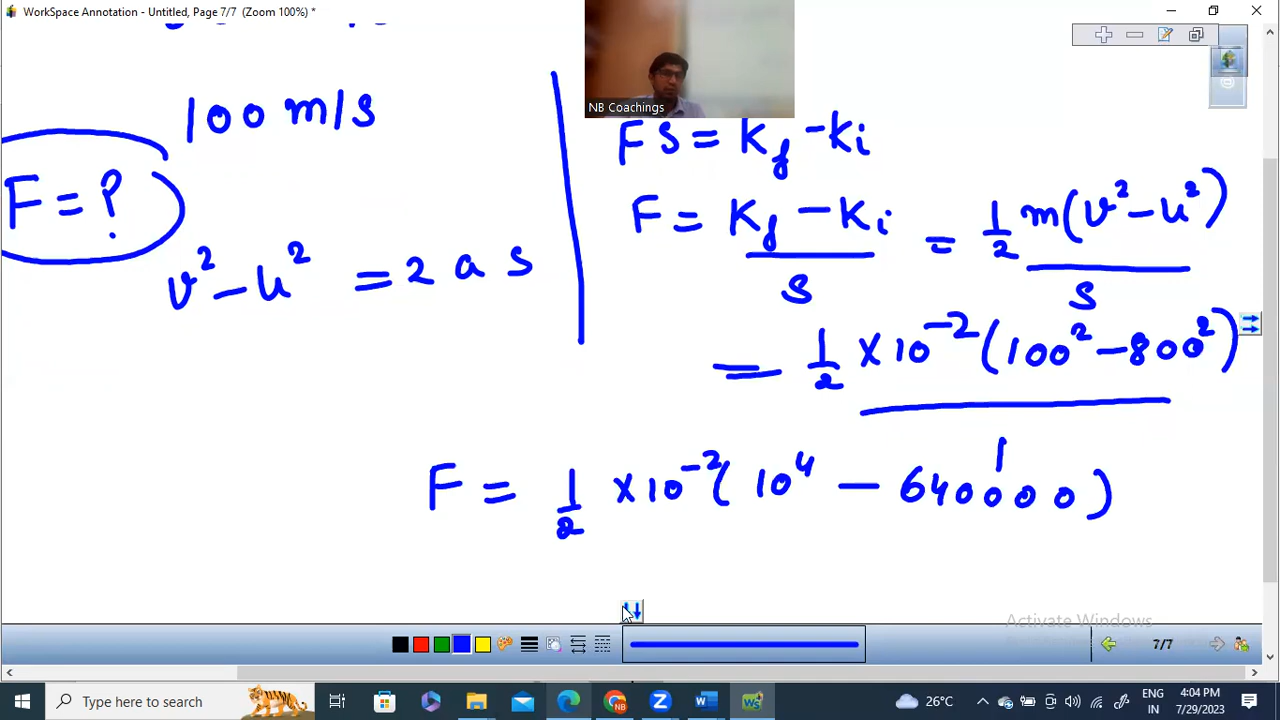 WorkSpace Annotation - Untitled, Page 7/7 (Zoom 100%) *
NB Coachings
100 m/s
F = ?
v² - u² = 2 a s
FS = Kf - Ki
F = Kf - Ki / S = 1/2 m(v² - u²) / S
= 1/2 × 10⁻² (100² - 800²) / 1
F = 1/2 × 10⁻² (10⁴ - 640000)
Activate Windows
7/7
Type here to search
26°C
ENG
IN
4:04 PM
7/29/2023